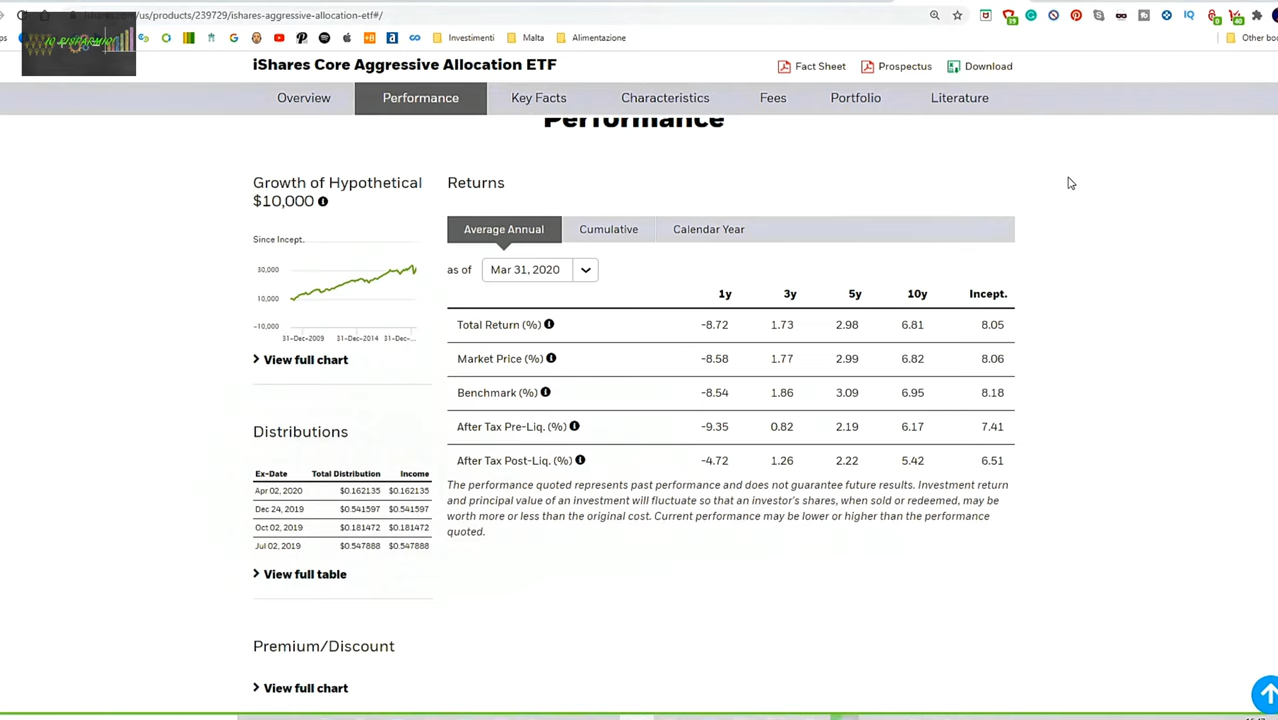 /us/products/239729/ishares-aggressive-allocation-etf#/
Investimenti
Malta
Alimentazione
Other boo
iShares Core Aggressive Allocation ETF
Fact Sheet
Prospectus
Download
Overview
Performance
Key Facts
Characteristics
Fees
Portfolio
Literature
Performance
Growth of Hypothetical
$10,000
Since Incept.
30,000
10,000
-10,000
31-Dec-2009 31-Dec-2014 31-Dec-...
View full chart
Distributions
Ex-Date Total Distribution Income
Apr 02, 2020 $0.162135 $0.162135
Dec 24, 2019 $0.541597 $0.541597
Oct 02, 2019 $0.181472 $0.181472
Jul 02, 2019 $0.547888 $0.547888
View full table
Premium/Discount
View full chart
Returns
Average Annual
Cumulative
Calendar Year
as of Mar 31, 2020
1y 3y 5y 10y Incept.
Total Return (%) -8.72 1.73 2.98 6.81 8.05
Market Price (%) -8.58 1.77 2.99 6.82 8.06
Benchmark (%) -8.54 1.86 3.09 6.95 8.18
After Tax Pre-Liq. (%) -9.35 0.82 2.19 6.17 7.41
After Tax Post-Liq. (%) -4.72 1.26 2.22 5.42 6.51
The performance quoted represents past performance and does not guarantee future results. Investment return
and principal value of an investment will fluctuate so that an investor's shares, when sold or redeemed, may be
worth more or less than the original cost. Current performance may be lower or higher than the performance
quoted.